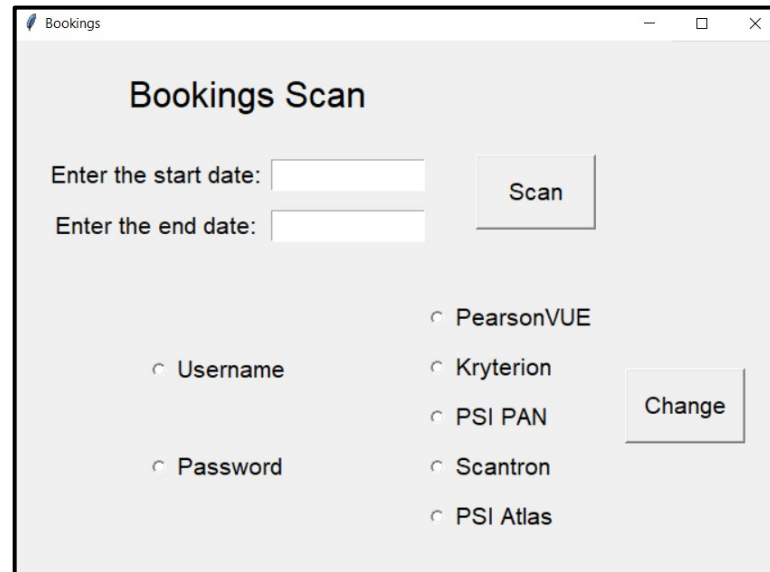 Bookings
Bookings Scan
Enter the start date:
Scan
Enter the end date:
PearsonVUE
Username
Kryterion
Change
PSI PAN
Password
Scantron
PSI Atlas